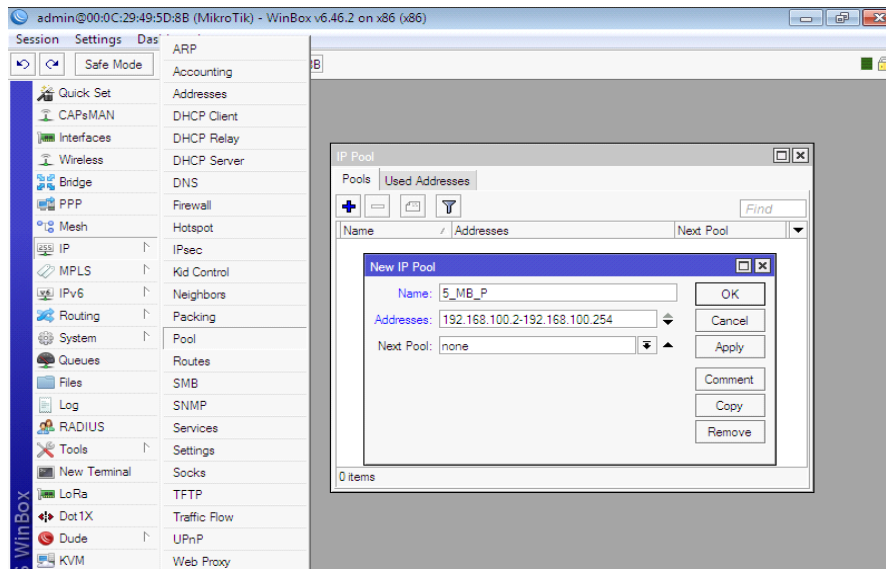 admin@00:0C:29:49:5D:8B (MikroTik) - WinBox v6.46.2 on x86 (x86)
Session Settings Das
Safe Mode
Quick Set
CAPsMAN
Interfaces
Wireless
Bridge
PPP
Mesh
IP
MPLS
IPv6
Routing
System
Queues
Files
Log
RADIUS
Tools
New Terminal
LoRa
Dot1X
Dude
KVM
WinBox
ARP
Accounting
Addresses
DHCP Client
DHCP Relay
DHCP Server
DNS
Firewall
Hotspot
IPsec
Kid Control
Neighbors
Packing
Pool
Routes
SMB
SNMP
Services
Settings
Socks
TFTP
Traffic Flow
UPnP
Web Proxy
IP Pool
Pools Used Addresses
Find
Name Addresses Next Pool
New IP Pool
Name: 5_MB_P OK
Addresses: 192.168.100.2-192.168.100.254 Cancel
Next Pool: none Apply
Comment
Copy
Remove
0 items